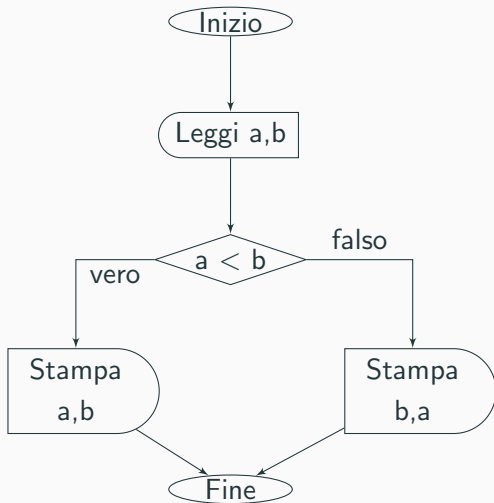 Inizio
Leggi a,b
a < b
vero
falso
Stampa
a,b
Stampa
b,a
Fine